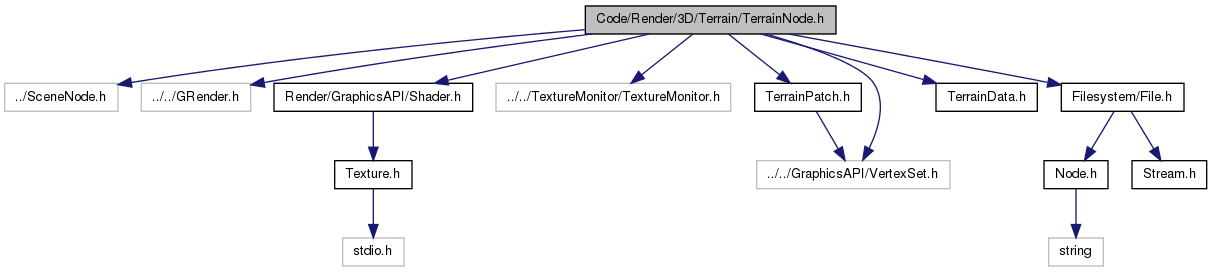 Code/Render/3D/Terrain/TerrainNode.h
../SceneNode.h
../../GRender.h
Render/GraphicsAPI/Shader.h
../../TextureMonitor/TextureMonitor.h
TerrainPatch.h
TerrainData.h
Filesystem/File.h
Texture.h
../../GraphicsAPI/VertexSet.h
Node.h
Stream.h
stdio.h
string